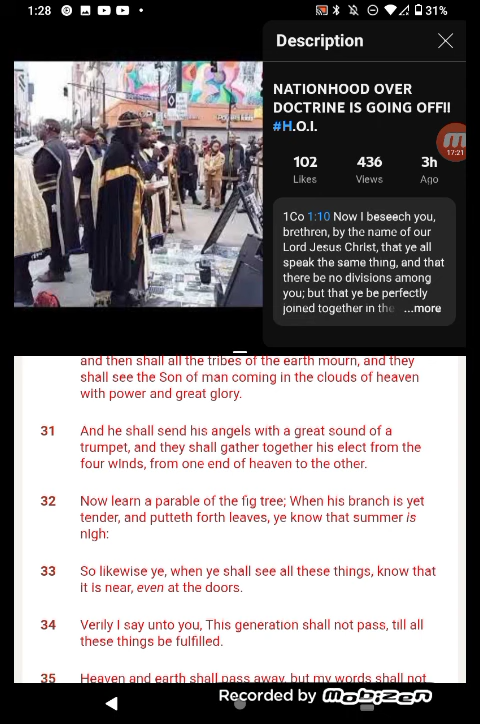 1:28
31%
Description
NATIONHOOD OVER
DOCTRINE IS GOING OFF!!
#H.O.I.
102
436
3h
Likes
Views
Ago
17:21
1Co 1:10 Now I beseech you,
brethren, by the name of our
Lord Jesus Christ, that ye all
speak the same thing, and that
there be no divisions among
you; but that ye be perfectly
joined together in the ...more
and then shall all the tribes of the earth mourn, and they
shall see the Son of man coming in the clouds of heaven
with power and great glory.
31 And he shall send his angels with a great sound of a
trumpet, and they shall gather together his elect from the
four winds, from one end of heaven to the other.
32 Now learn a parable of the fig tree; When his branch is yet
tender, and putteth forth leaves, ye know that summer is
nigh:
33 So likewise ye, when ye shall see all these things, know that
it is near, even at the doors.
34 Verily I say unto you, This generation shall not pass, till all
these things be fulfilled.
35 Heaven and earth shall pass away, but my words shall not
Recorded by Mobizen